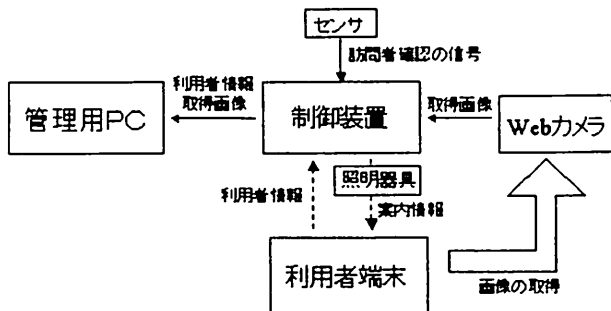 センサ
訪問者確認の信号
利用者情報
取得画像
取得画像
管理用PC
制御装置
Webカメラ
照明器具
利用者情報
案内情報
利用者端末
画像の取得